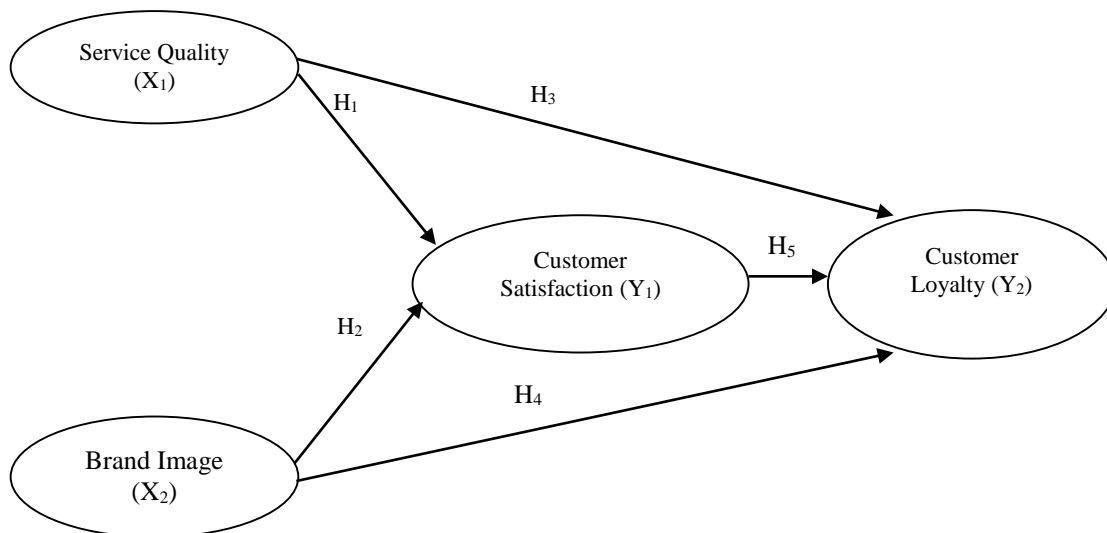 Service Quality
(X₁)
H₃
H₁
Customer
Satisfaction (Y₁)
H₅
Customer
Loyalty (Y₂)
H₂
H₄
Brand Image
(X₂)